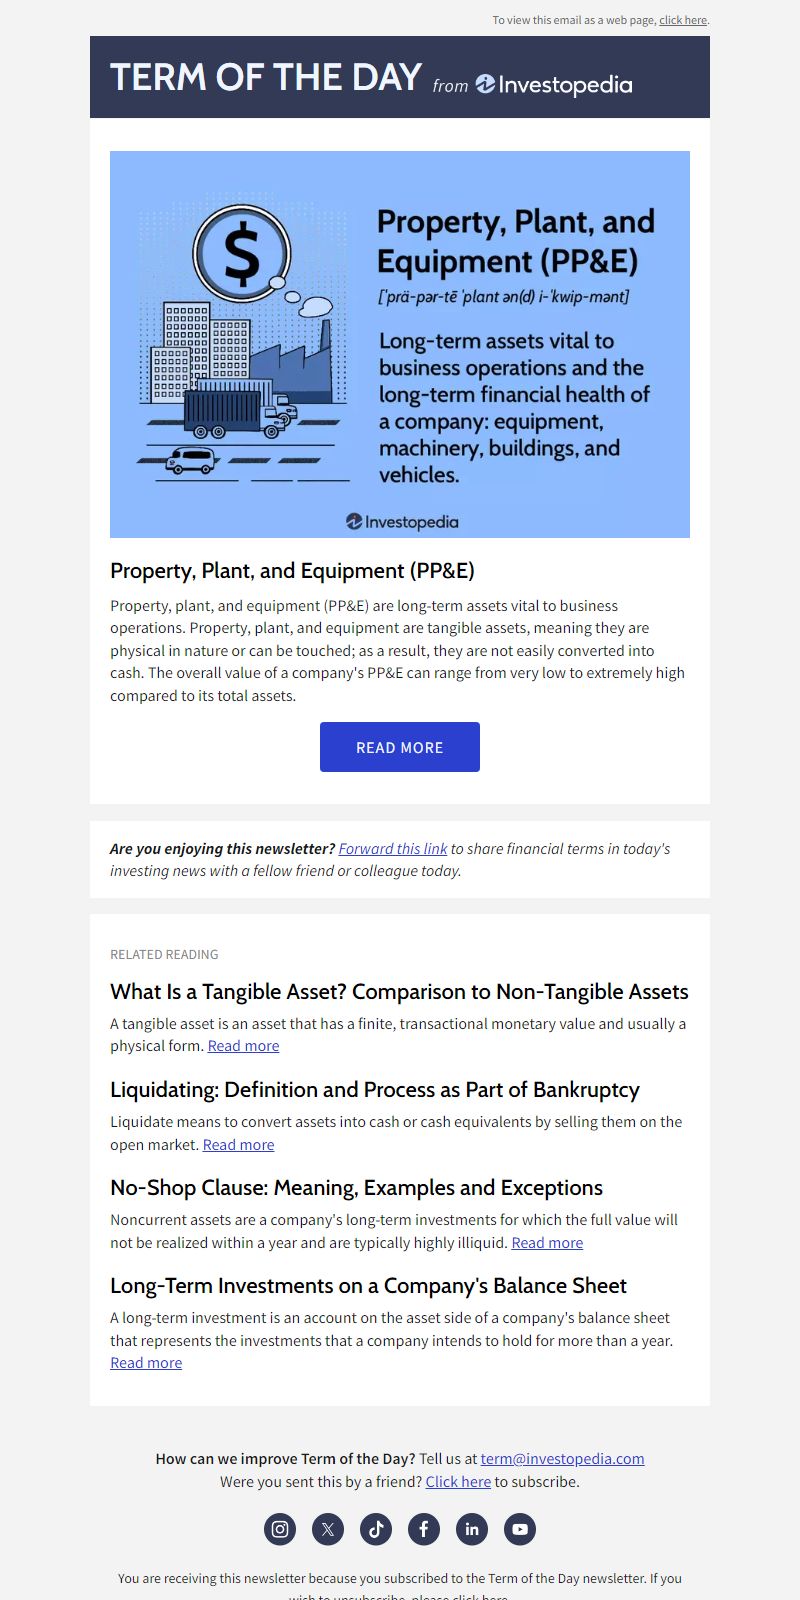 To view this email as a web page, click here.
TERM OF THE DAY from Investopedia
$
Property, Plant, and
Equipment (PP&E)
[ˈprä-pər-tē ˈplant ən(d) i-ˈkwip-mənt]
Long-term assets vital to
business operations and the
long-term financial health of
a company: equipment,
machinery, buildings, and
vehicles.
Investopedia
Property, Plant, and Equipment (PP&E)
Property, plant, and equipment (PP&E) are long-term assets vital to business
operations. Property, plant, and equipment are tangible assets, meaning they are
physical in nature or can be touched; as a result, they are not easily converted into
cash. The overall value of a company's PP&E can range from very low to extremely high
compared to its total assets.
READ MORE
Are you enjoying this newsletter? Forward this link to share financial terms in today's
investing news with a fellow friend or colleague today.
RELATED READING
What Is a Tangible Asset? Comparison to Non-Tangible Assets
A tangible asset is an asset that has a finite, transactional monetary value and usually a
physical form. Read more
Liquidating: Definition and Process as Part of Bankruptcy
Liquidate means to convert assets into cash or cash equivalents by selling them on the
open market. Read more
No-Shop Clause: Meaning, Examples and Exceptions
Noncurrent assets are a company's long-term investments for which the full value will
not be realized within a year and are typically highly illiquid. Read more
Long-Term Investments on a Company's Balance Sheet
A long-term investment is an account on the asset side of a company's balance sheet
that represents the investments that a company intends to hold for more than a year.
Read more
How can we improve Term of the Day? Tell us at term@investopedia.com
Were you sent this by a friend? Click here to subscribe.
You are receiving this newsletter because you subscribed to the Term of the Day newsletter. If you
wish to unsubscribe, please click here.